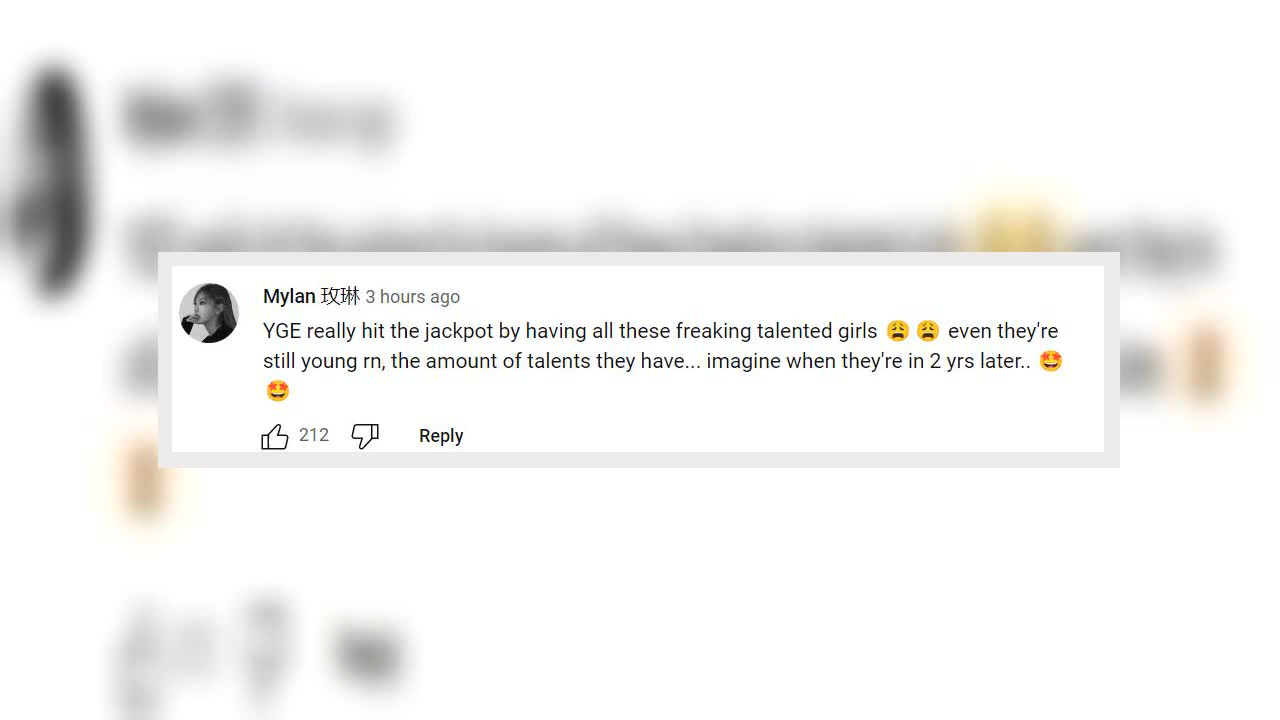 Mylan 玫琳 3 hours ago
YGE really hit the jackpot by having all these freaking talented girls 😩 😩 even they're
still young rn, the amount of talents they have... imagine when they're in 2 yrs later.. 🤩
🤩
212 Reply